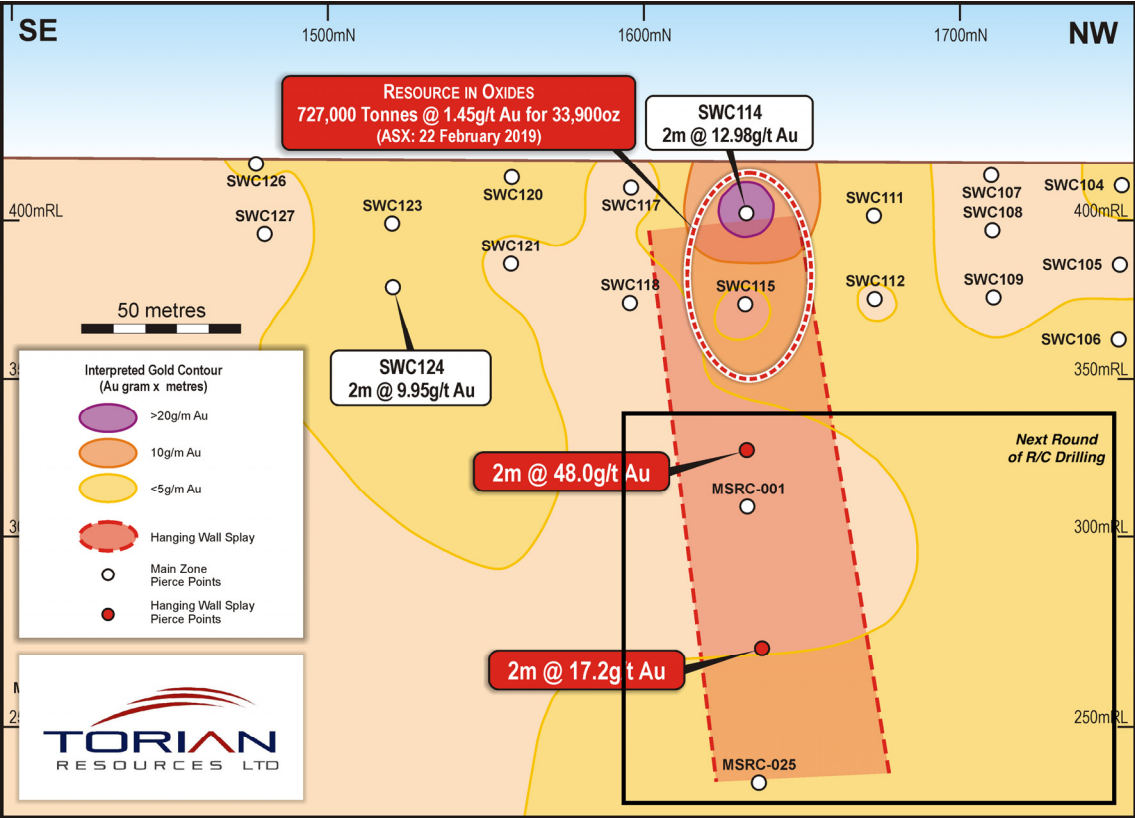 SE
1500mN
1600mN
1700mN
NW
RESOURCE IN OXIDES
727,000 Tonnes @ 1.45g/t Au for 33,900oz
(ASX: 22 February 2019)
SWC114
2m @ 12.98g/t Au
SWC126
SWC127
SWC123
SWC120
SWC121
SWC117
SWC118
SWC115
SWC111
SWC112
SWC107
SWC108
SWC109
SWC104
SWC105
SWC106
400mRL
400mRL
350mRL
300mRL
250mRL
50 metres
SWC124
2m @ 9.95g/t Au
Interpreted Gold Contour
(Au gram x metres)
>20g/m Au
10g/m Au
<5g/m Au
Hanging Wall Splay
Main Zone
Pierce Points
Hanging Wall Splay
Pierce Points
Next Round
of R/C Drilling
2m @ 48.0g/t Au
MSRC-001
2m @ 17.2g/t Au
MSRC-025
TORIAN
RESOURCES LTD